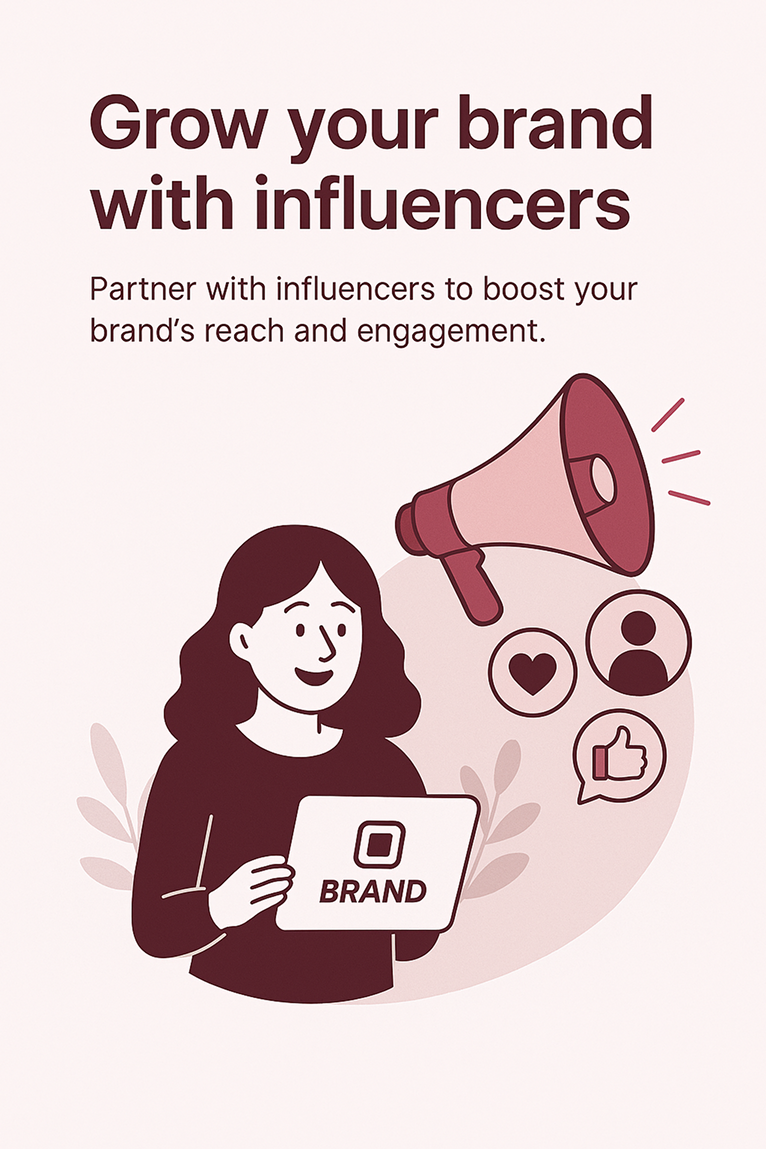 Grow your brand
with influencers
Partner with influencers to boost your
brand’s reach and engagement.
BRAND